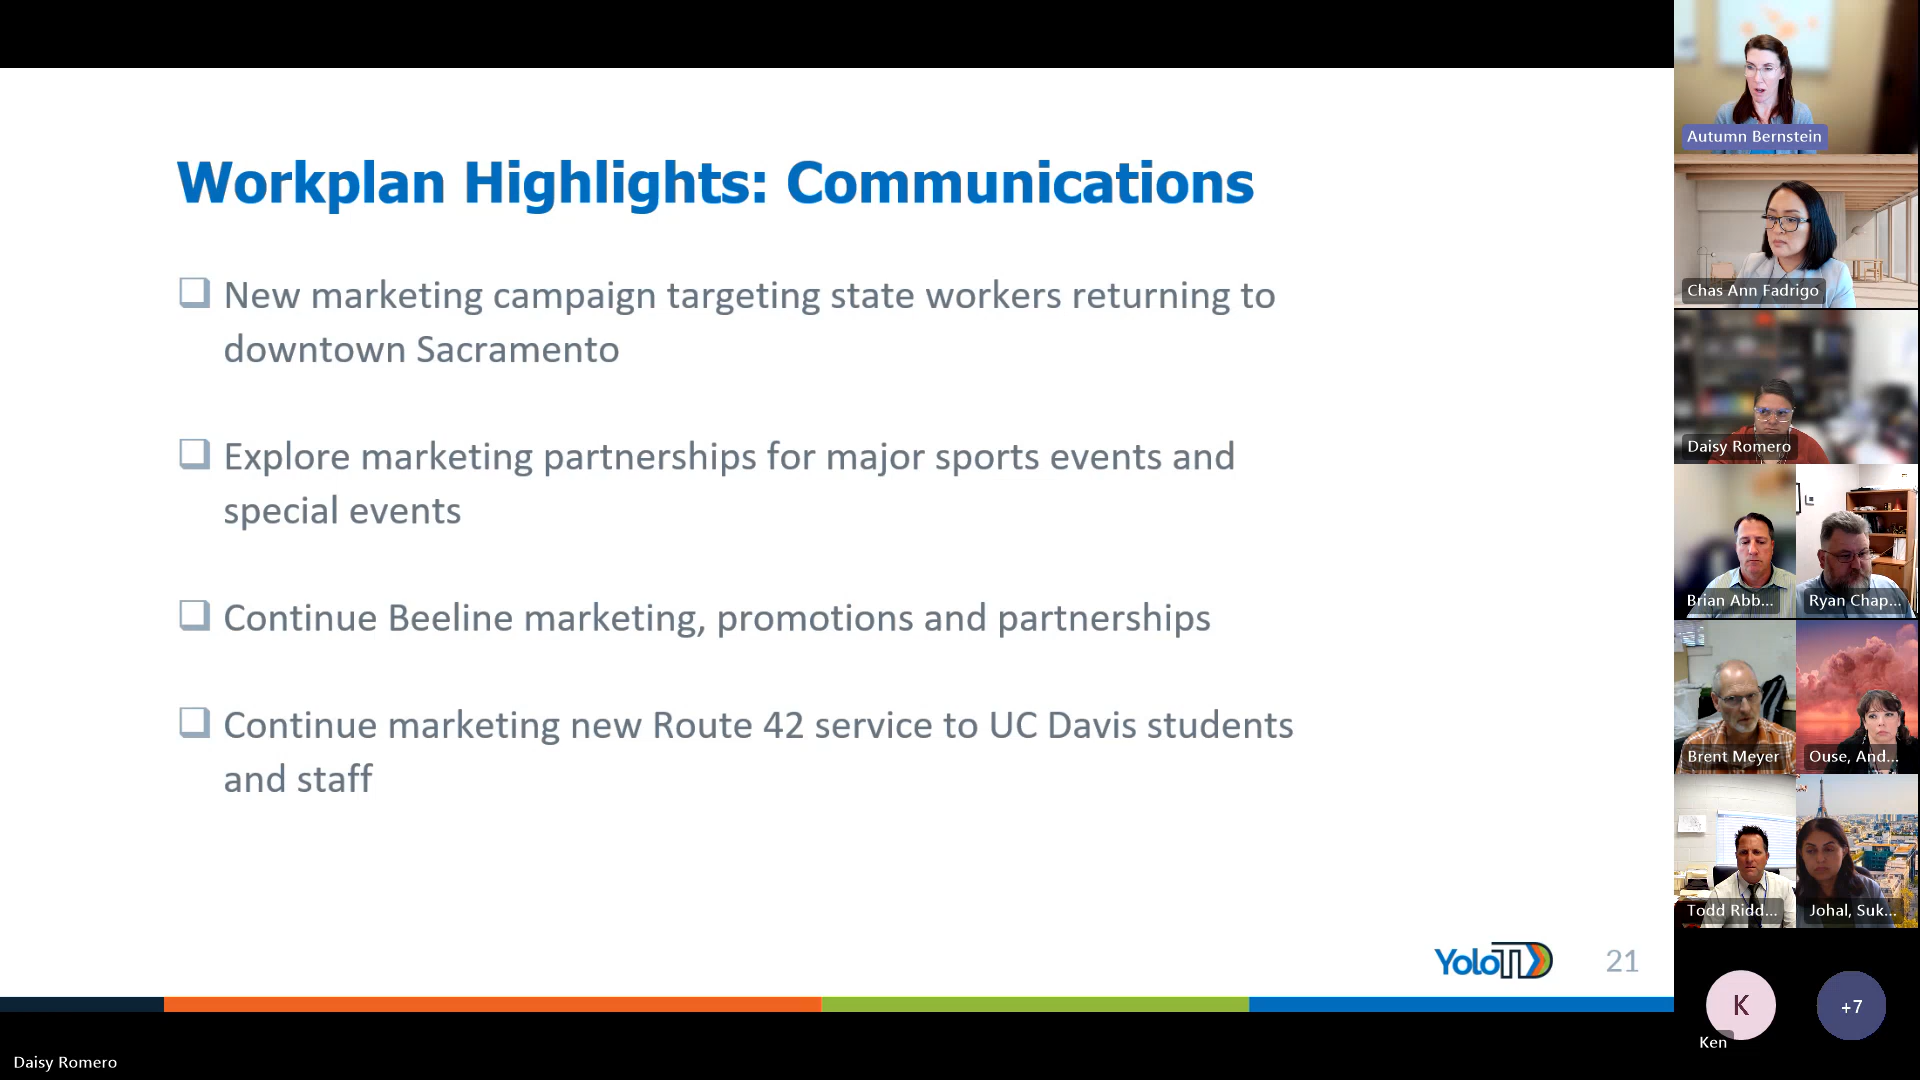 Workplan Highlights: Communications
❑ New marketing campaign targeting state workers returning to
downtown Sacramento
❑ Explore marketing partnerships for major sports events and
special events
❑ Continue Beeline marketing, promotions and partnerships
❑ Continue marketing new Route 42 service to UC Davis students
and staff
YoloTD
21
Daisy Romero
Autumn Bernstein
Chas Ann Fadrigo
Daisy Romero
Brian Abb...
Ryan Chap...
Brent Meyer
Ouse, And...
Todd Ridd...
Johal, Suk...
K
Ken
+7